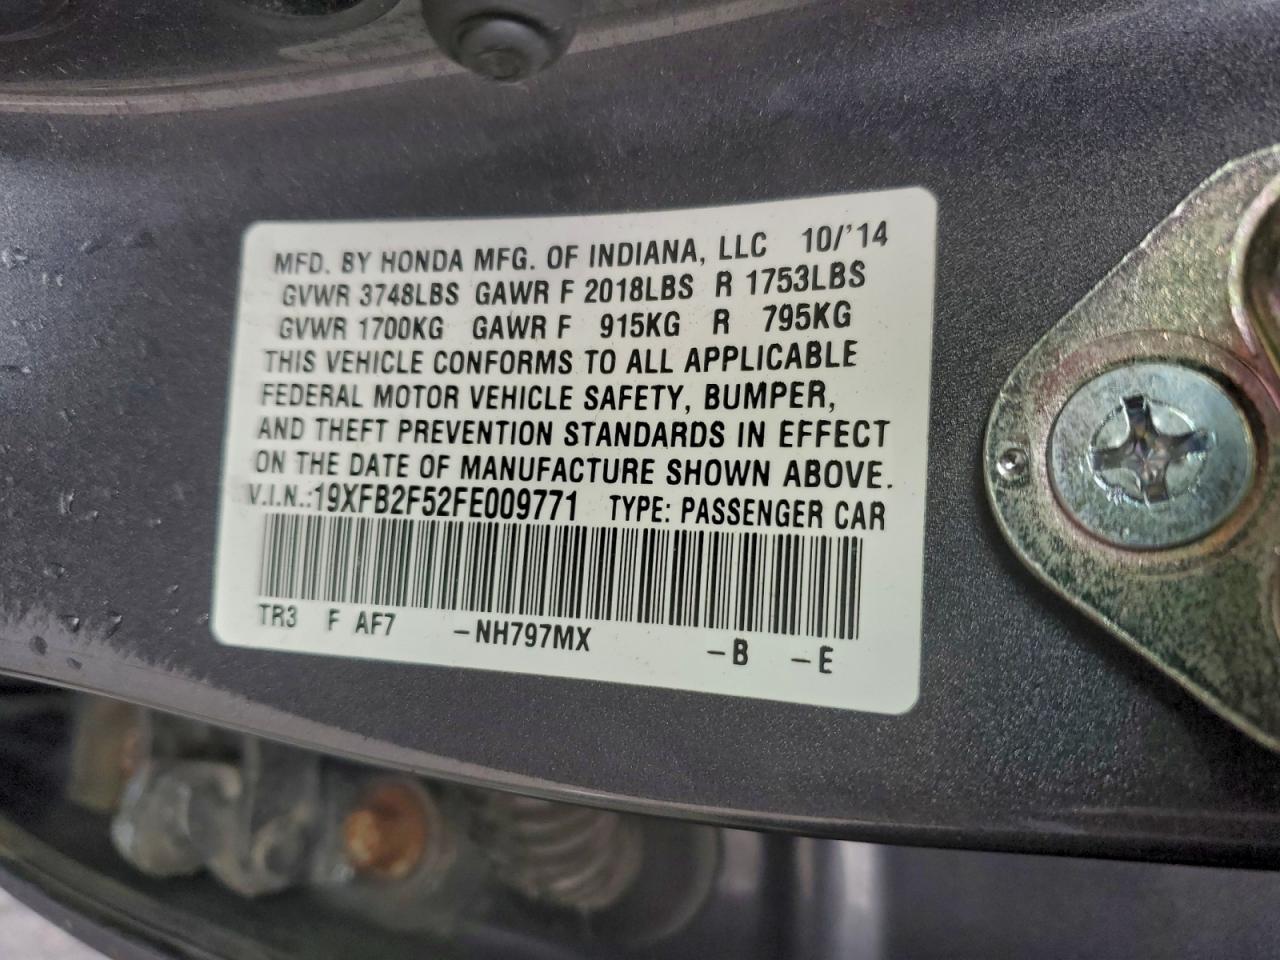 MFD. BY HONDA MFG. OF INDIANA, LLC 10/'14
GVWR 3748LBS GAWR F 2018LBS R 1753LBS
GVWR 1700KG GAWR F 915KG R 795KG
THIS VEHICLE CONFORMS TO ALL APPLICABLE
FEDERAL MOTOR VEHICLE SAFETY, BUMPER,
AND THEFT PREVENTION STANDARDS IN EFFECT
ON THE DATE OF MANUFACTURE SHOWN ABOVE.
V.I.N.:19XFB2F52FE009771 TYPE: PASSENGER CAR
TR3 F AF7 -NH797MX -B -E